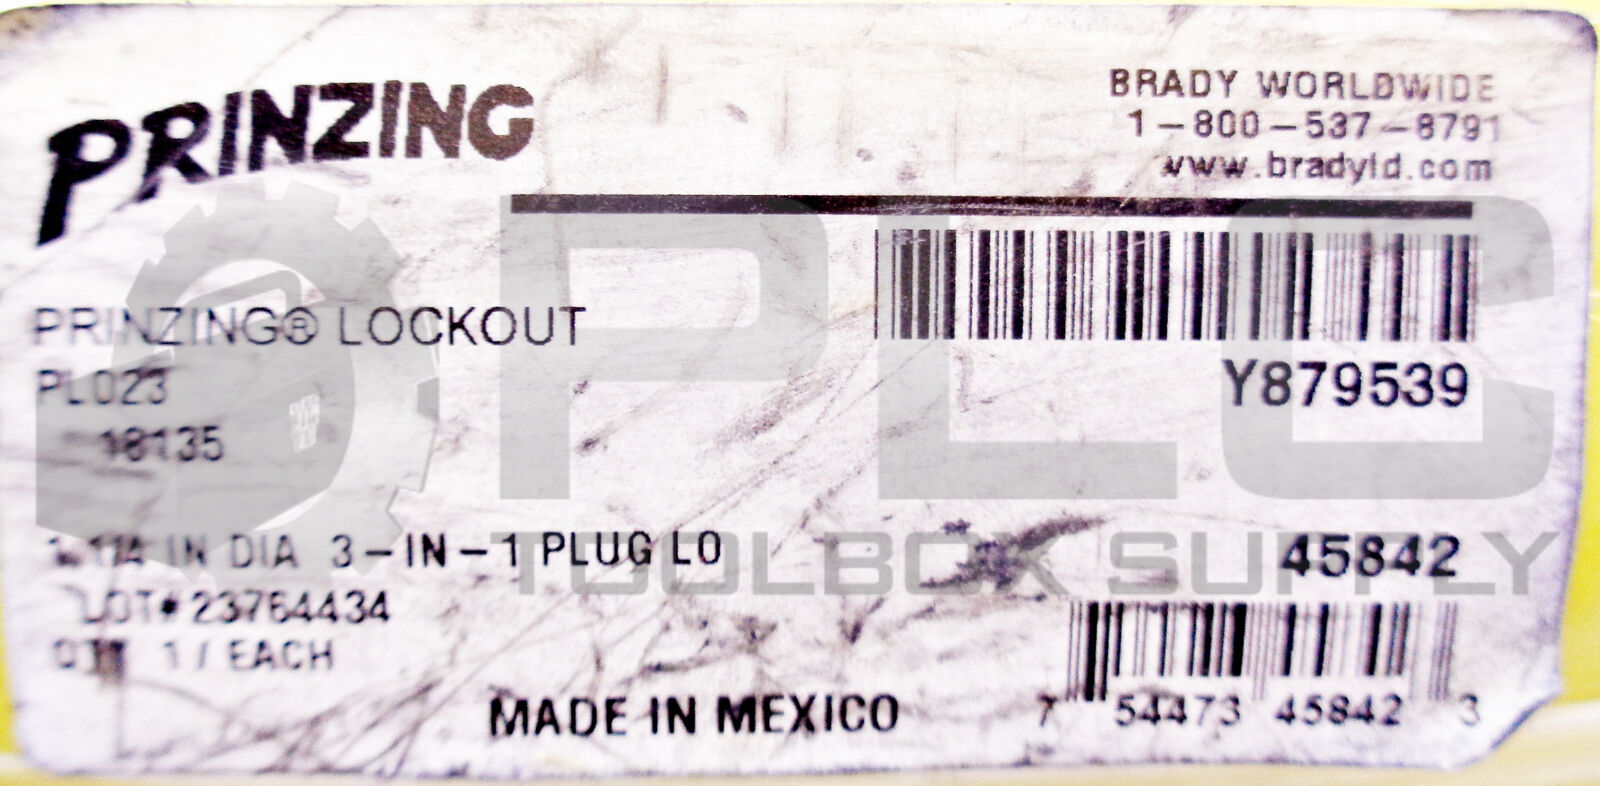 PRINZING
BRADY WORLDWIDE
1-800-537-8791
www.bradyid.com
PRINZING® LOCKOUT
PL023
18135
Y879539
PLC
TOOLBOX SUPPLY
1/4 IN DIA 3-IN-1 PLUG LO
45842
LOT# 23764434
QTY 1 / EACH
MADE IN MEXICO
7 54473 45842 3